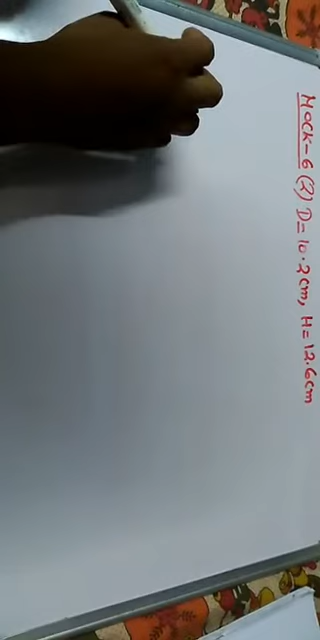 Mock-6 (2) D = 10.2cm, H = 12.6cm